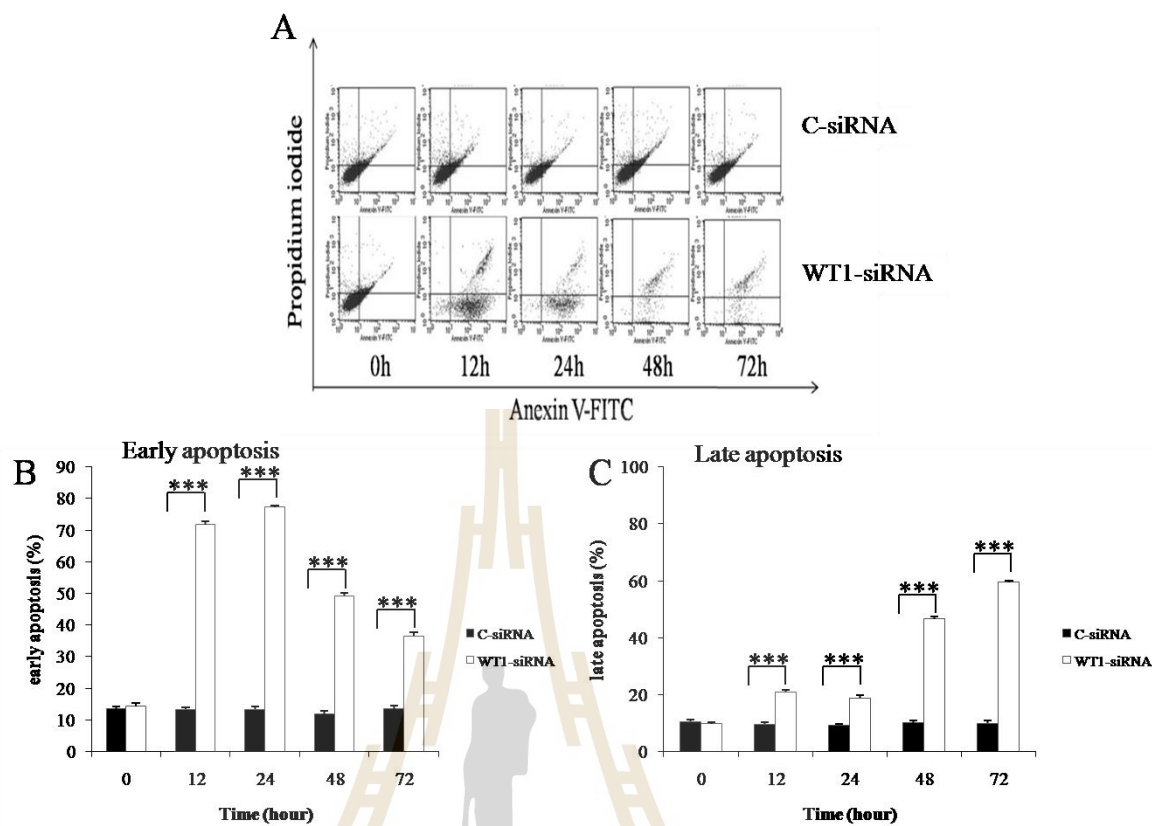 A
Propidium iodide
C-siRNA
WT1-siRNA
0h 12h 24h 48h 72h
Anexin V-FITC
B
Early apoptosis
early apoptosis (%)
90
80
70
60
50
40
30
20
10
0
*** *** *** ***
C-siRNA
WT1-siRNA
0 12 24 48 72
Time (hour)
C
Late apoptosis
late apoptosis (%)
100
80
60
40
20
0
*** *** *** ***
C-siRNA
WT1-siRNA
0 12 24 48 72
Time (hour)